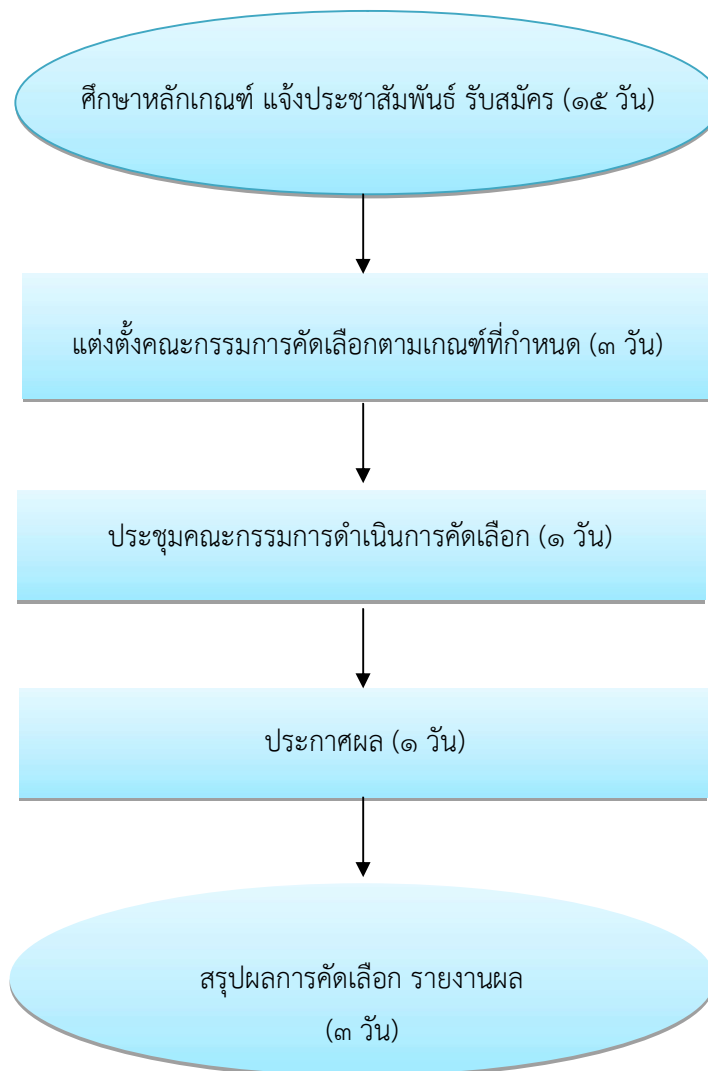 ศึกษาหลักเกณฑ์ แจ้งประชาสัมพันธ์ รับสมัคร (๑๕ วัน)
แต่งตั้งคณะกรรมการคัดเลือกตามเกณฑ์ที่กำหนด (๓ วัน)
ประชุมคณะกรรมการดำเนินการคัดเลือก (๑ วัน)
ประกาศผล (๑ วัน)
สรุปผลการคัดเลือก รายงานผล
(๓ วัน)